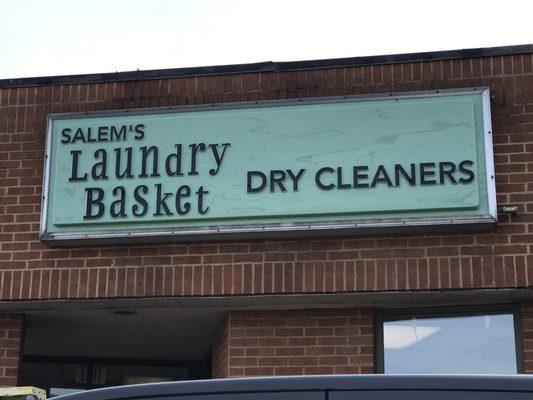 SALEM'S
Laundry
Basket
DRY CLEANERS